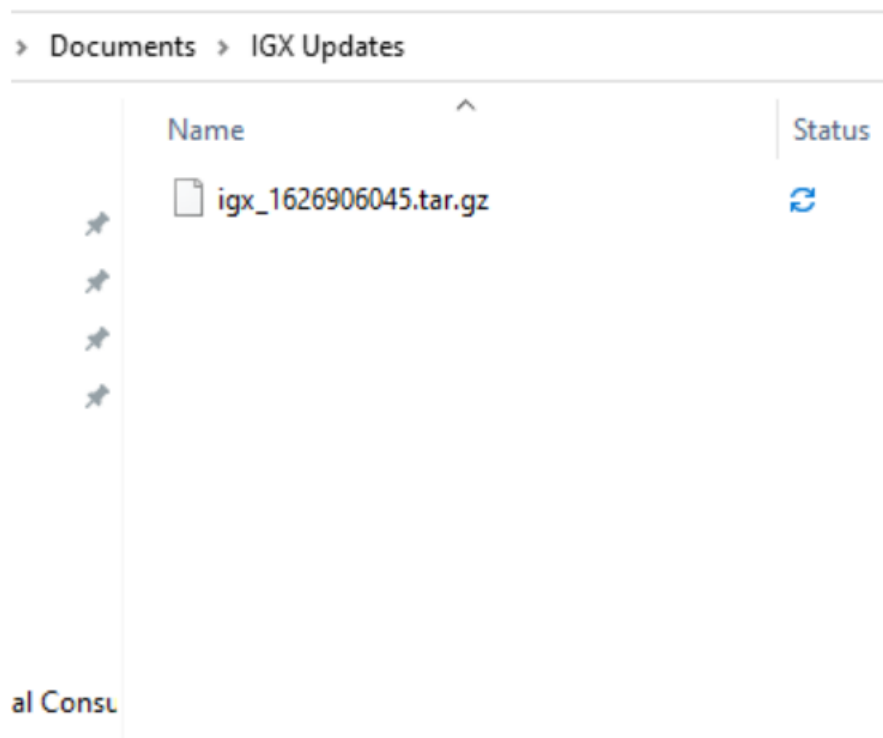 Documents > IGX Updates
Name Status
igx_1626906045.tar.gz
al Consu